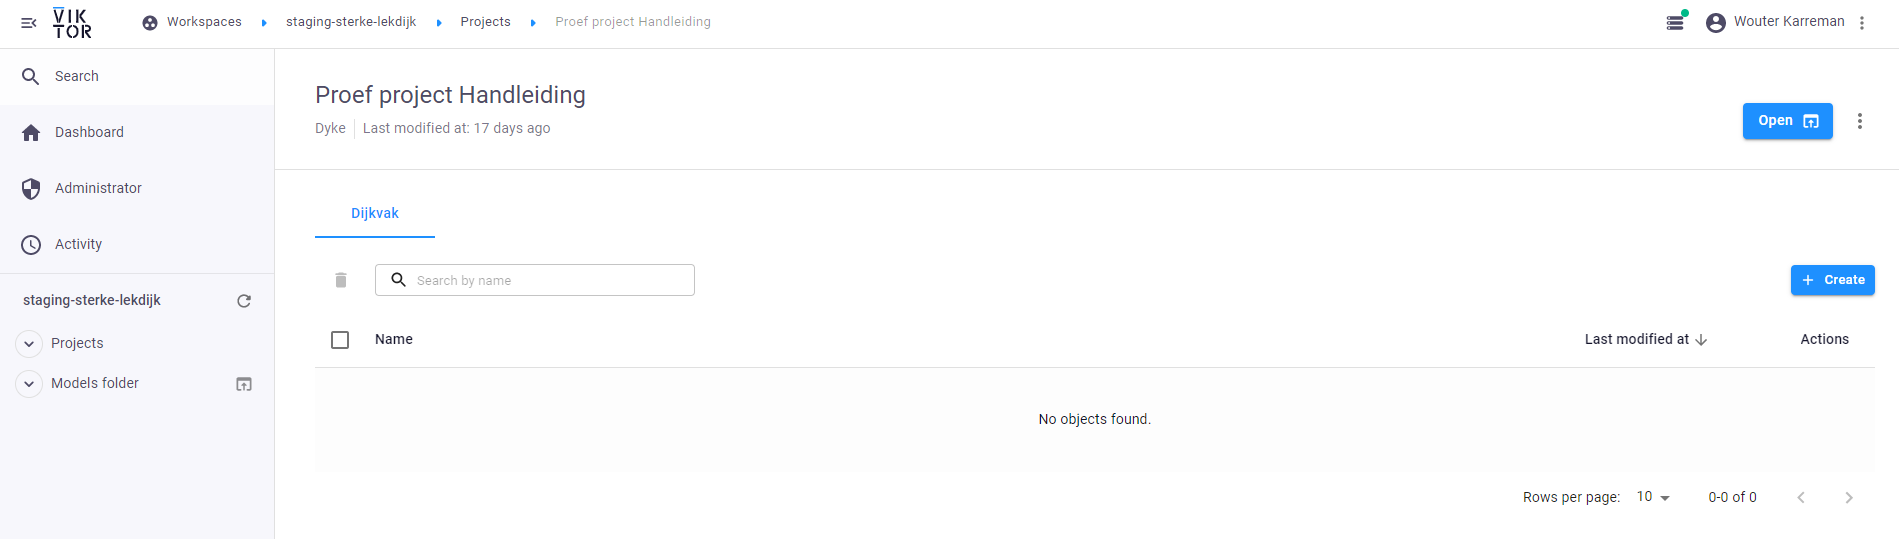 VIK
TOR
Workspaces staging-sterke-lekdijk Projects Proef project Handleiding
Wouter Karreman
Search
Dashboard
Administrator
Activity
staging-sterke-lekdijk
Projects
Models folder
Proef project Handleiding
Dyke Last modified at: 17 days ago
Open
Dijkvak
Search by name
Create
Name Last modified at Actions
No objects found.
Rows per page: 10 0-0 of 0